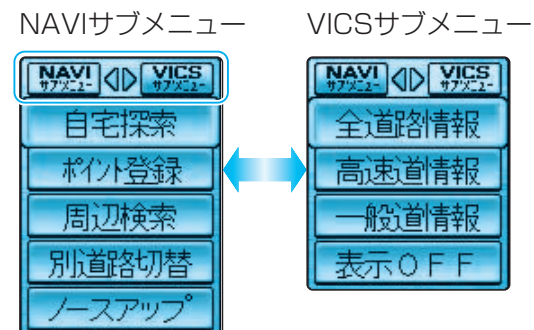 NAVIサブメニュー
NAVI サブメニュー VICS サブメニュー
自宅探索
ポイント登録
周辺検索
別道路切替
ノースアップ
VICSサブメニュー
NAVI サブメニュー VICS サブメニュー
全道路情報
高速道情報
一般道情報
表示OFF